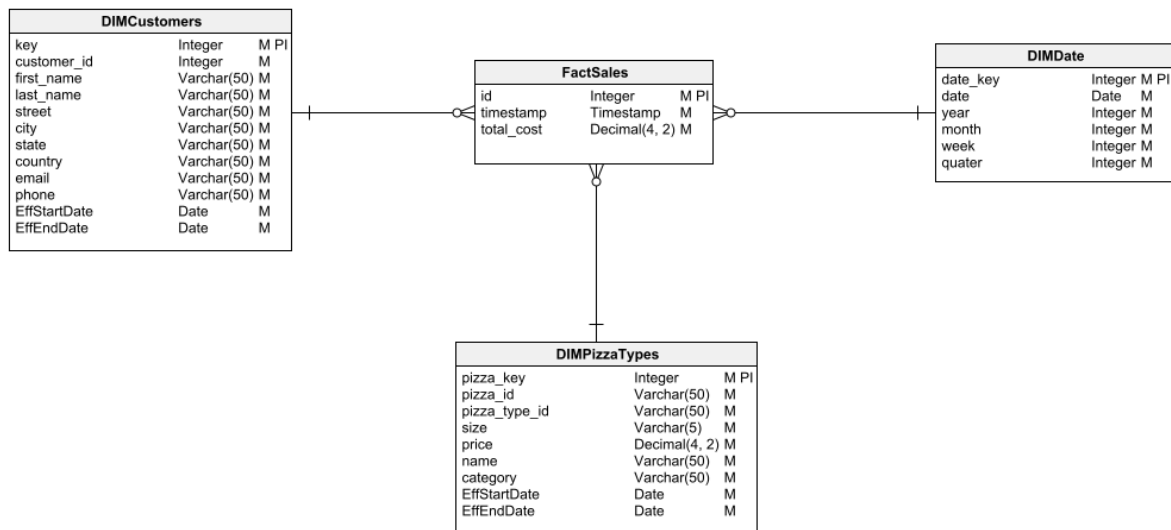 DIMCustomers
key Integer M PI
customer_id Integer M
first_name Varchar(50) M
last_name Varchar(50) M
street Varchar(50) M
city Varchar(50) M
state Varchar(50) M
country Varchar(50) M
email Varchar(50) M
phone Varchar(50) M
EffStartDate Date M
EffEndDate Date M
FactSales
id Integer M PI
timestamp Timestamp M
total_cost Decimal(4, 2) M
DIMDate
date_key Integer M PI
date Date M
year Integer M
month Integer M
week Integer M
quater Integer M
DIMPizzaTypes
pizza_key Integer M PI
pizza_id Varchar(50) M
pizza_type_id Varchar(50) M
size Varchar(5) M
price Decimal(4, 2) M
name Varchar(50) M
category Varchar(50) M
EffStartDate Date M
EffEndDate Date M